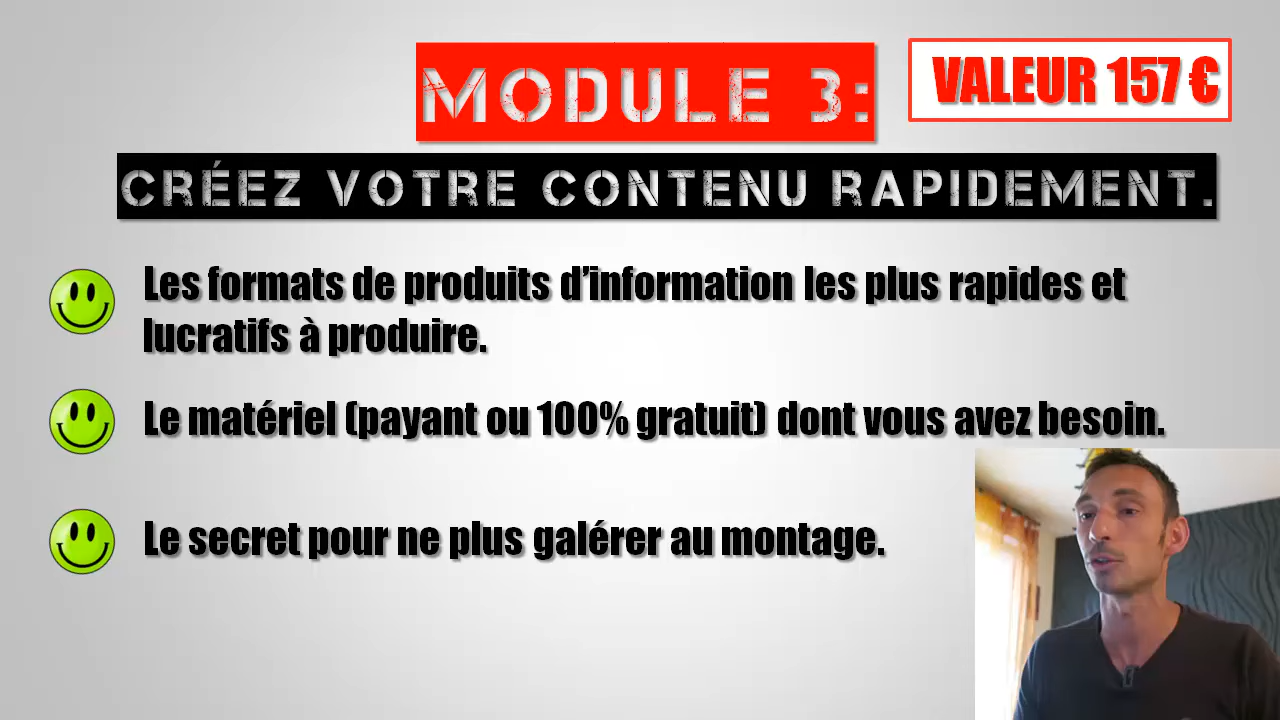 MODULE 3:
VALEUR 157 €
CRÉEZ VOTRE CONTENU RAPIDEMENT.
Les formats de produits d’information les plus rapides et
lucratifs à produire.
Le matériel (payant ou 100% gratuit) dont vous avez besoin.
Le secret pour ne plus galérer au montage.